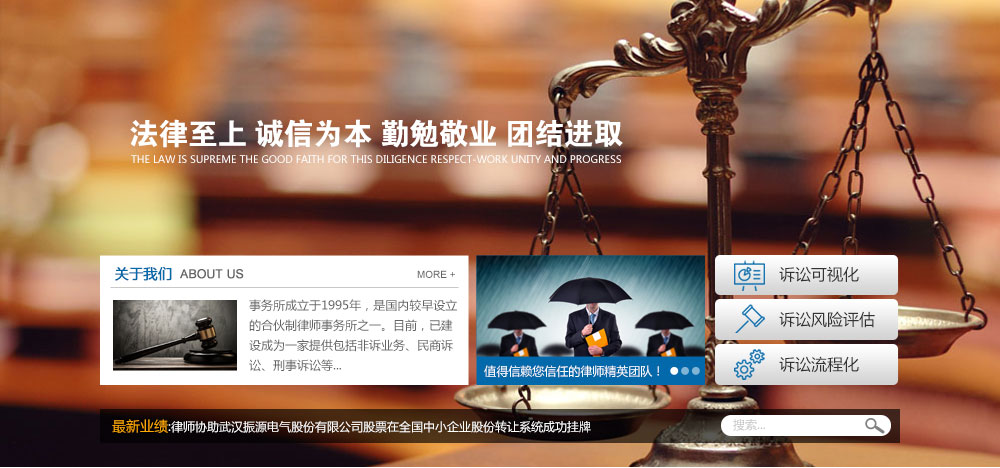 法律至上 诚信为本 勤勉敬业 团结进取
THE LAW IS SUPREME THE GOOD FAITH FOR THIS DILIGENCE RESPECT-WORK UNITY AND PROGRESS
关于我们 ABOUT US MORE +
事务所成立于1995年，是国内较早设立
的合伙制律师事务所之一。目前，已建
设成为一家提供包括非诉业务、民商诉
讼、刑事诉讼等...
值得信赖您信任的律师精英团队！
诉讼可视化
诉讼风险评估
诉讼流程化
最新业绩:律师协助武汉振源电气股份有限公司股票在全国中小企业股份转让系统成功挂牌
搜索...